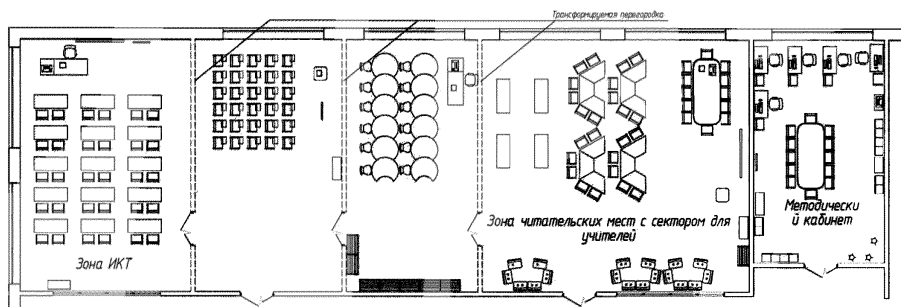 Трансформируемая перегородка
Зона ИКТ
Зона читательских мест с сектором для
учителей
Методически
й кабинет